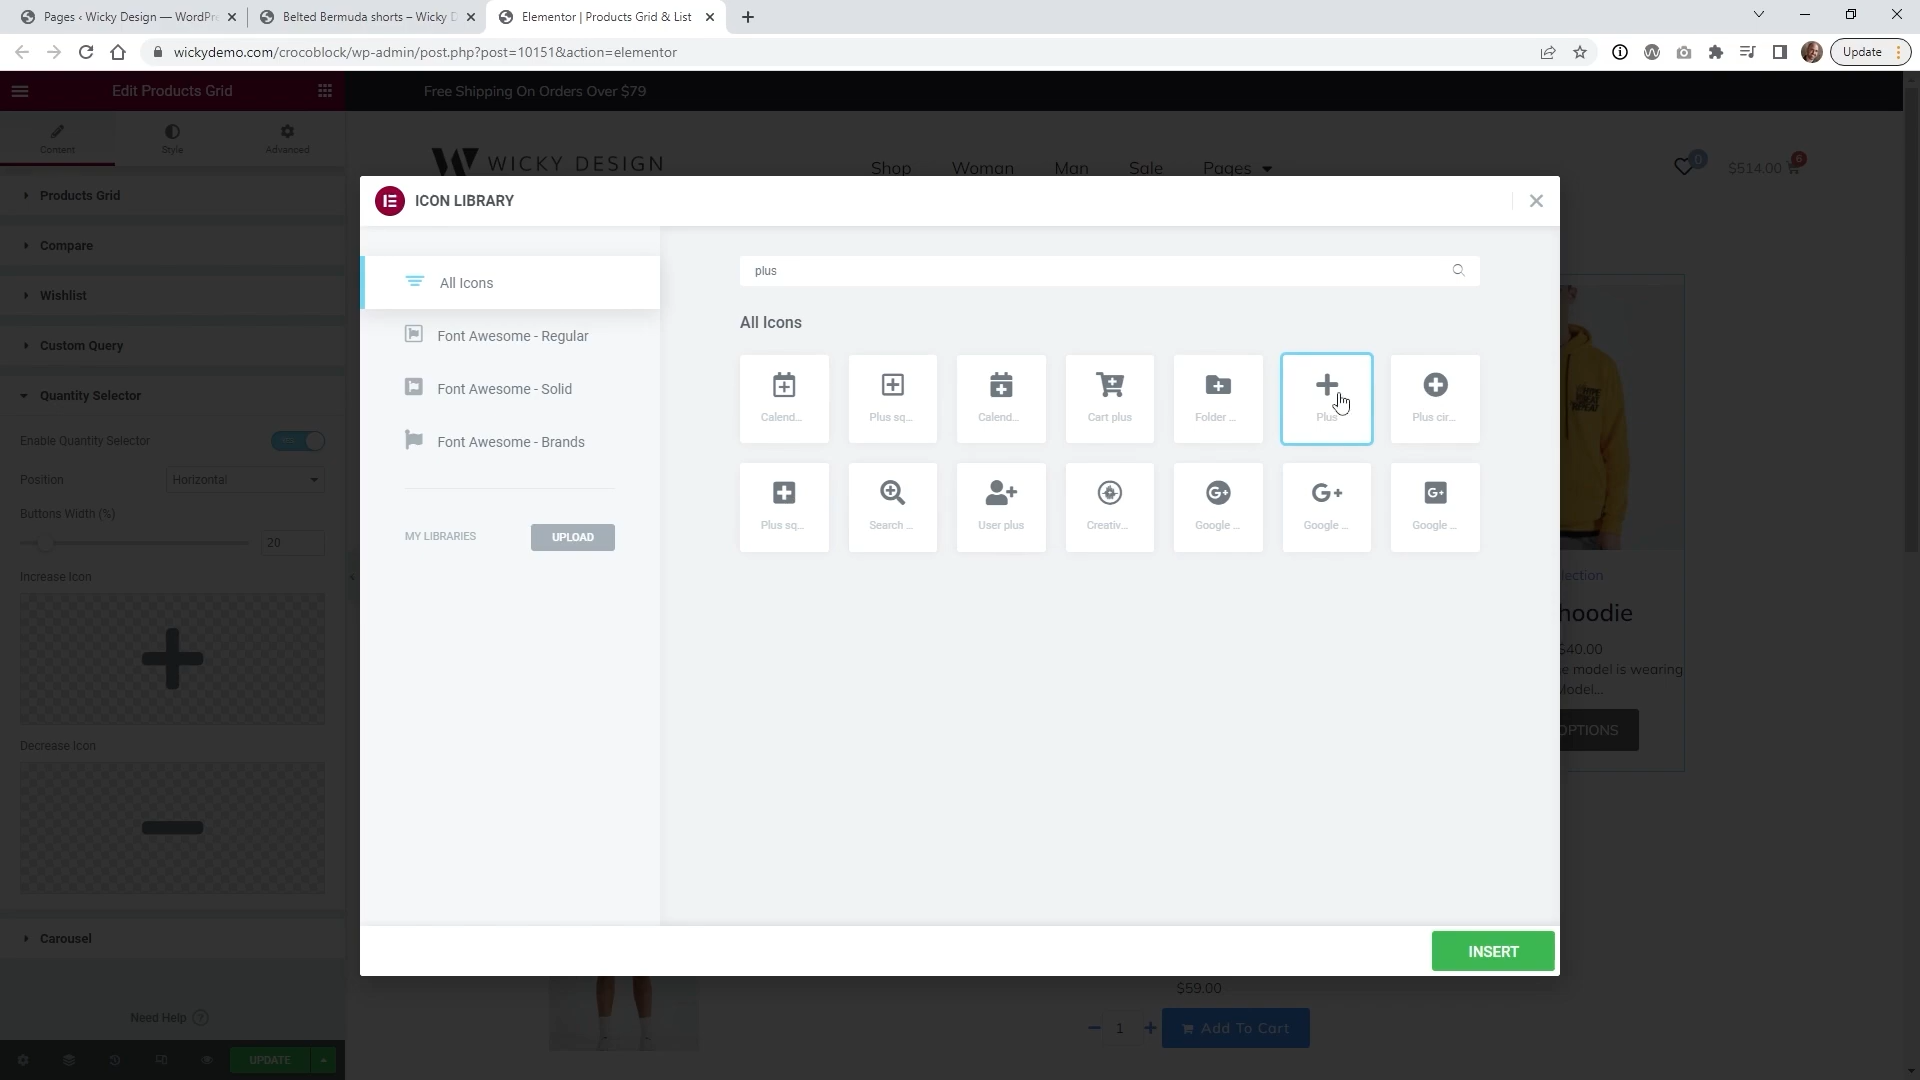 Pages ‹ Wicky Design — WordPr
Belted Bermuda shorts – Wicky D
Elementor | Products Grid & List
wickydemo.com/crocoblock/wp-admin/post.php?post=10151&action=elementor
Update
Edit Products Grid
Free Shipping On Orders Over $79
Content
Style
Advanced
WICKY DESIGN
Shop
Woman
Man
Sale
Pages
0
$514.00
6
Products Grid
Compare
Wishlist
Custom Query
Quantity Selector
Enable Quantity Selector
YES
Position
Horizontal
Buttons Width (%)
20
Increase Icon
Decrease Icon
Carousel
Need Help
UPDATE
ICON LIBRARY
All Icons
Font Awesome - Regular
Font Awesome - Solid
Font Awesome - Brands
MY LIBRARIES
UPLOAD
plus
All Icons
Calend...
Plus sq...
Calend...
Cart plus
Folder ...
Plus
Plus cir...
Plus sq...
Search ...
User plus
Creativ...
Google ...
Google ...
Google ...
INSERT
lection
hoodie
$40.00
e model is wearing
Model...
OPTIONS
$59.00
1
Add To Cart